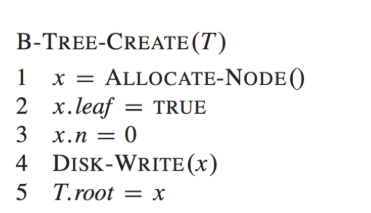 B-TREE-CREATE(T)
1 x = ALLOCATE-NODE()
2 x.leaf = TRUE
3 x.n = 0
4 DISK-WRITE(x)
5 T.root = x